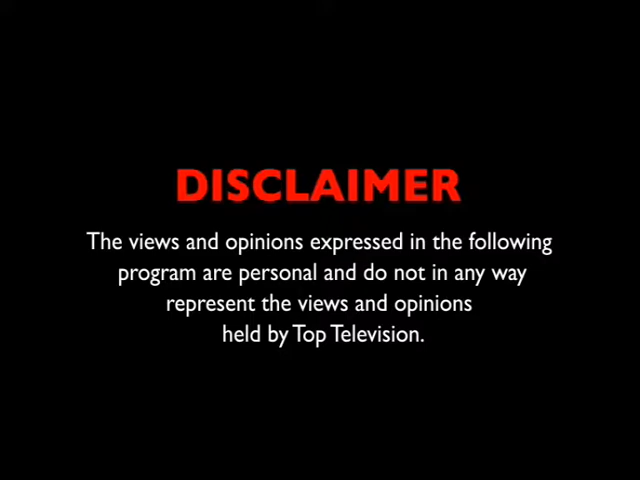 DISCLAIMER
The views and opinions expressed in the following
program are personal and do not in any way
represent the views and opinions
held by Top Television.